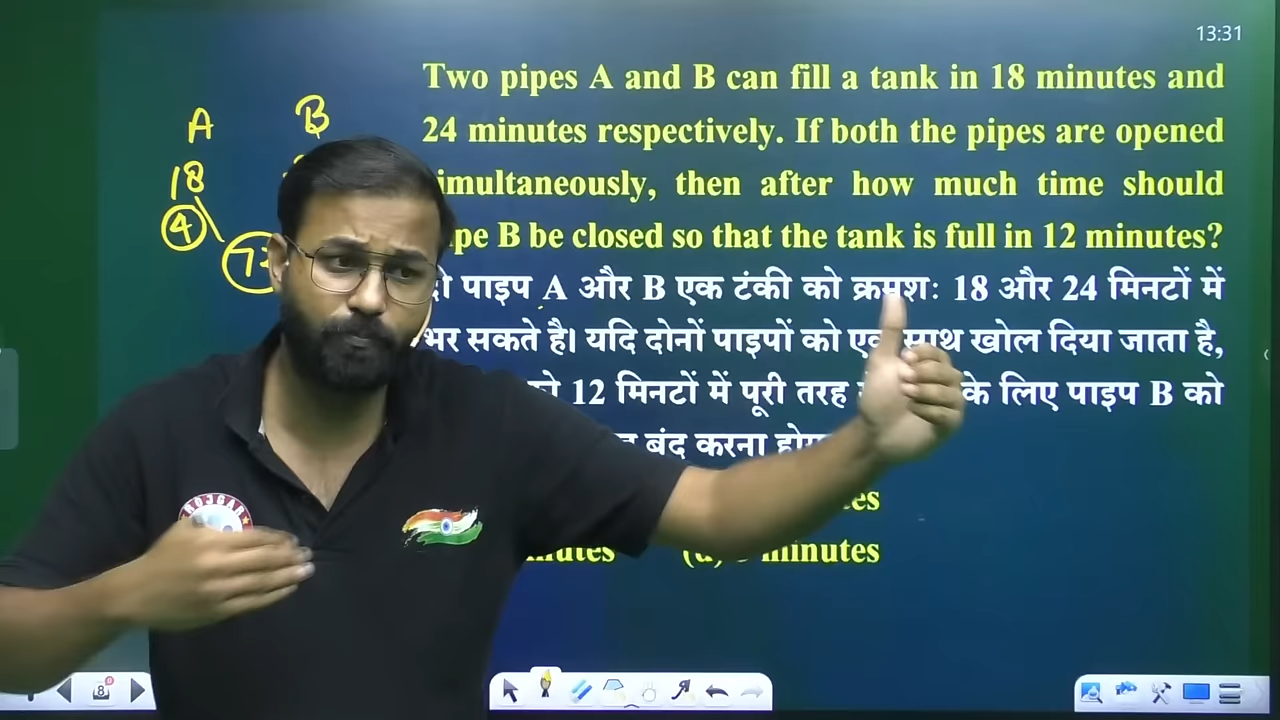 13:31
Two pipes A and B can fill a tank in 18 minutes and
24 minutes respectively. If both the pipes are opened
imultaneously, then after how much time should
ipe B be closed so that the tank is full in 12 minutes?
दो पाइप A और B एक टंकी को क्रमशः 18 और 24 मिनटों में
भर सकते है। यदि दोनों पाइपों को एक साथ खोल दिया जाता है,
12 मिनटों में पूरी तरह के लिए पाइप B को
बंद करना
minutes
A B
18
4
ROJGAR
8